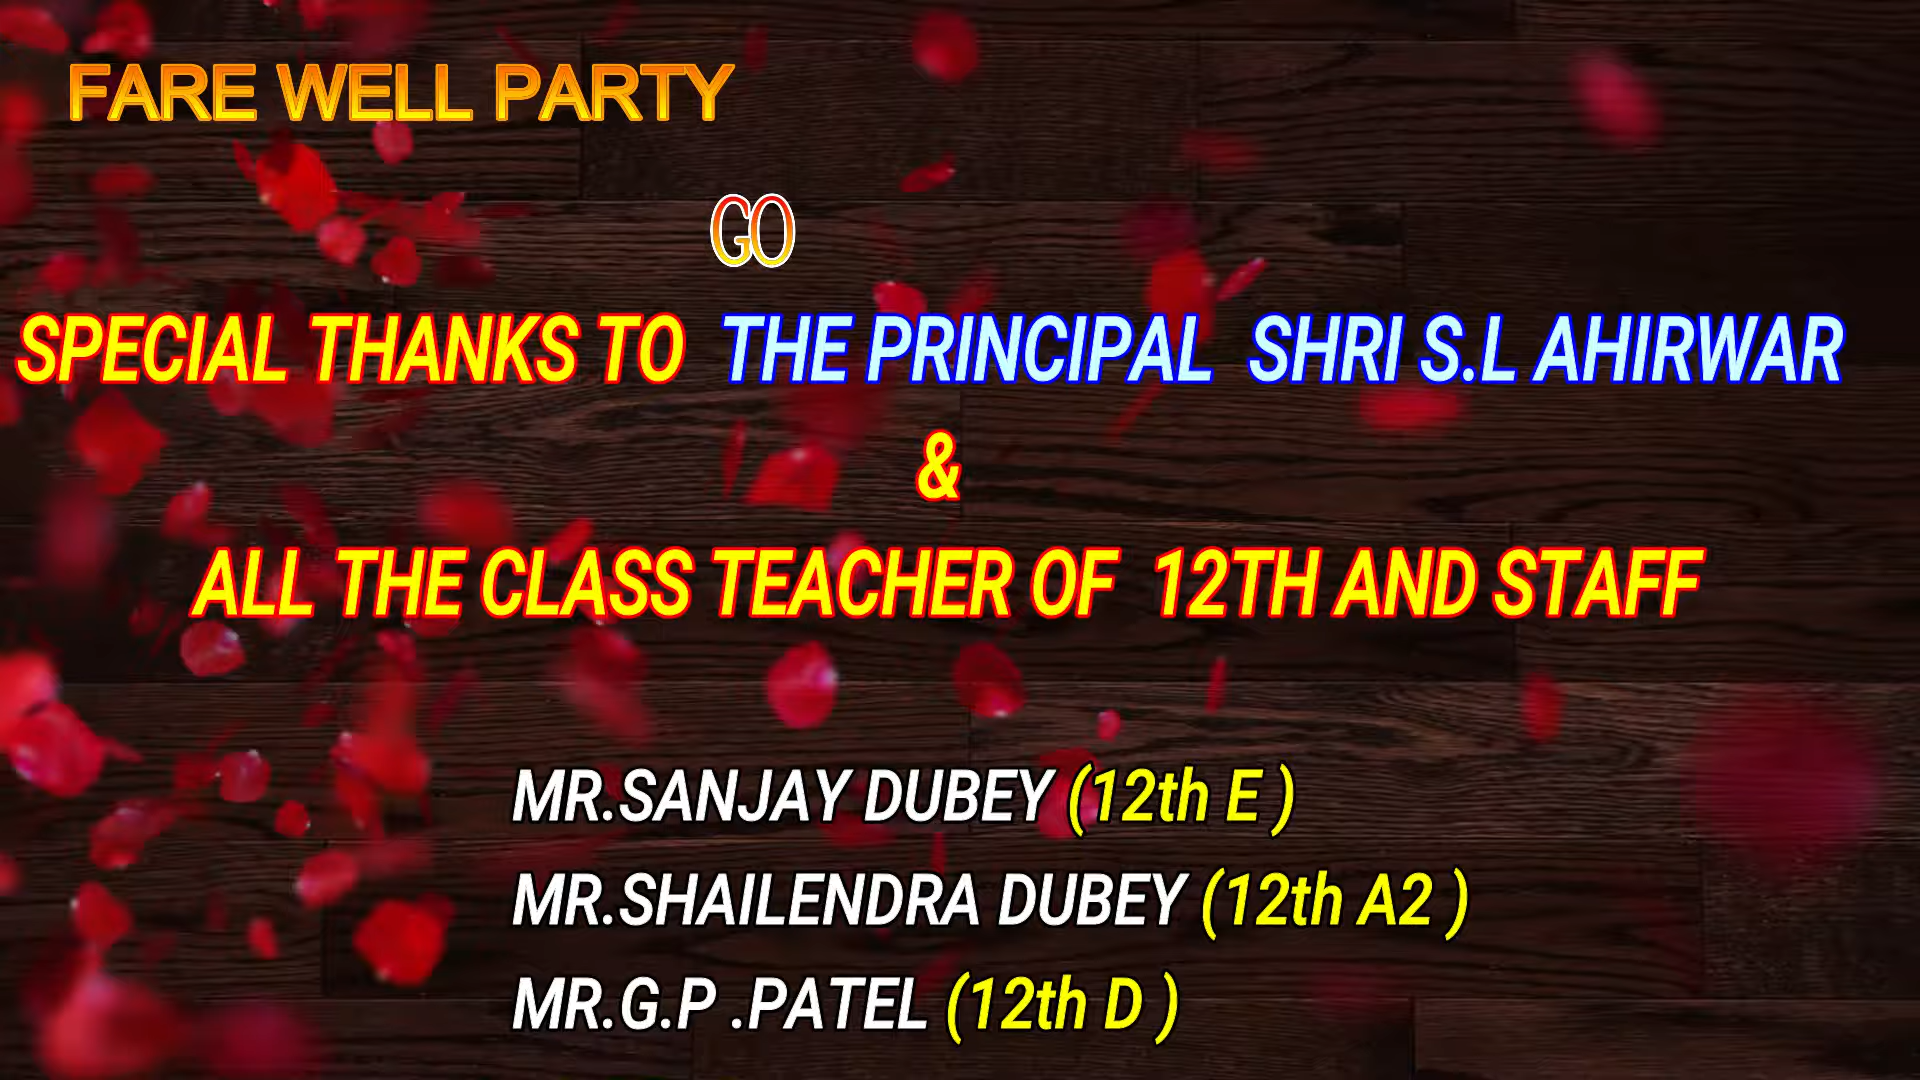 FARE WELL PARTY
GO
SPECIAL THANKS TO THE PRINCIPAL SHRI S.L AHIRWAR
&
ALL THE CLASS TEACHER OF 12TH AND STAFF
MR.SANJAY DUBEY (12th E )
MR.SHAILENDRA DUBEY (12th A2 )
MR.G.P .PATEL (12th D )